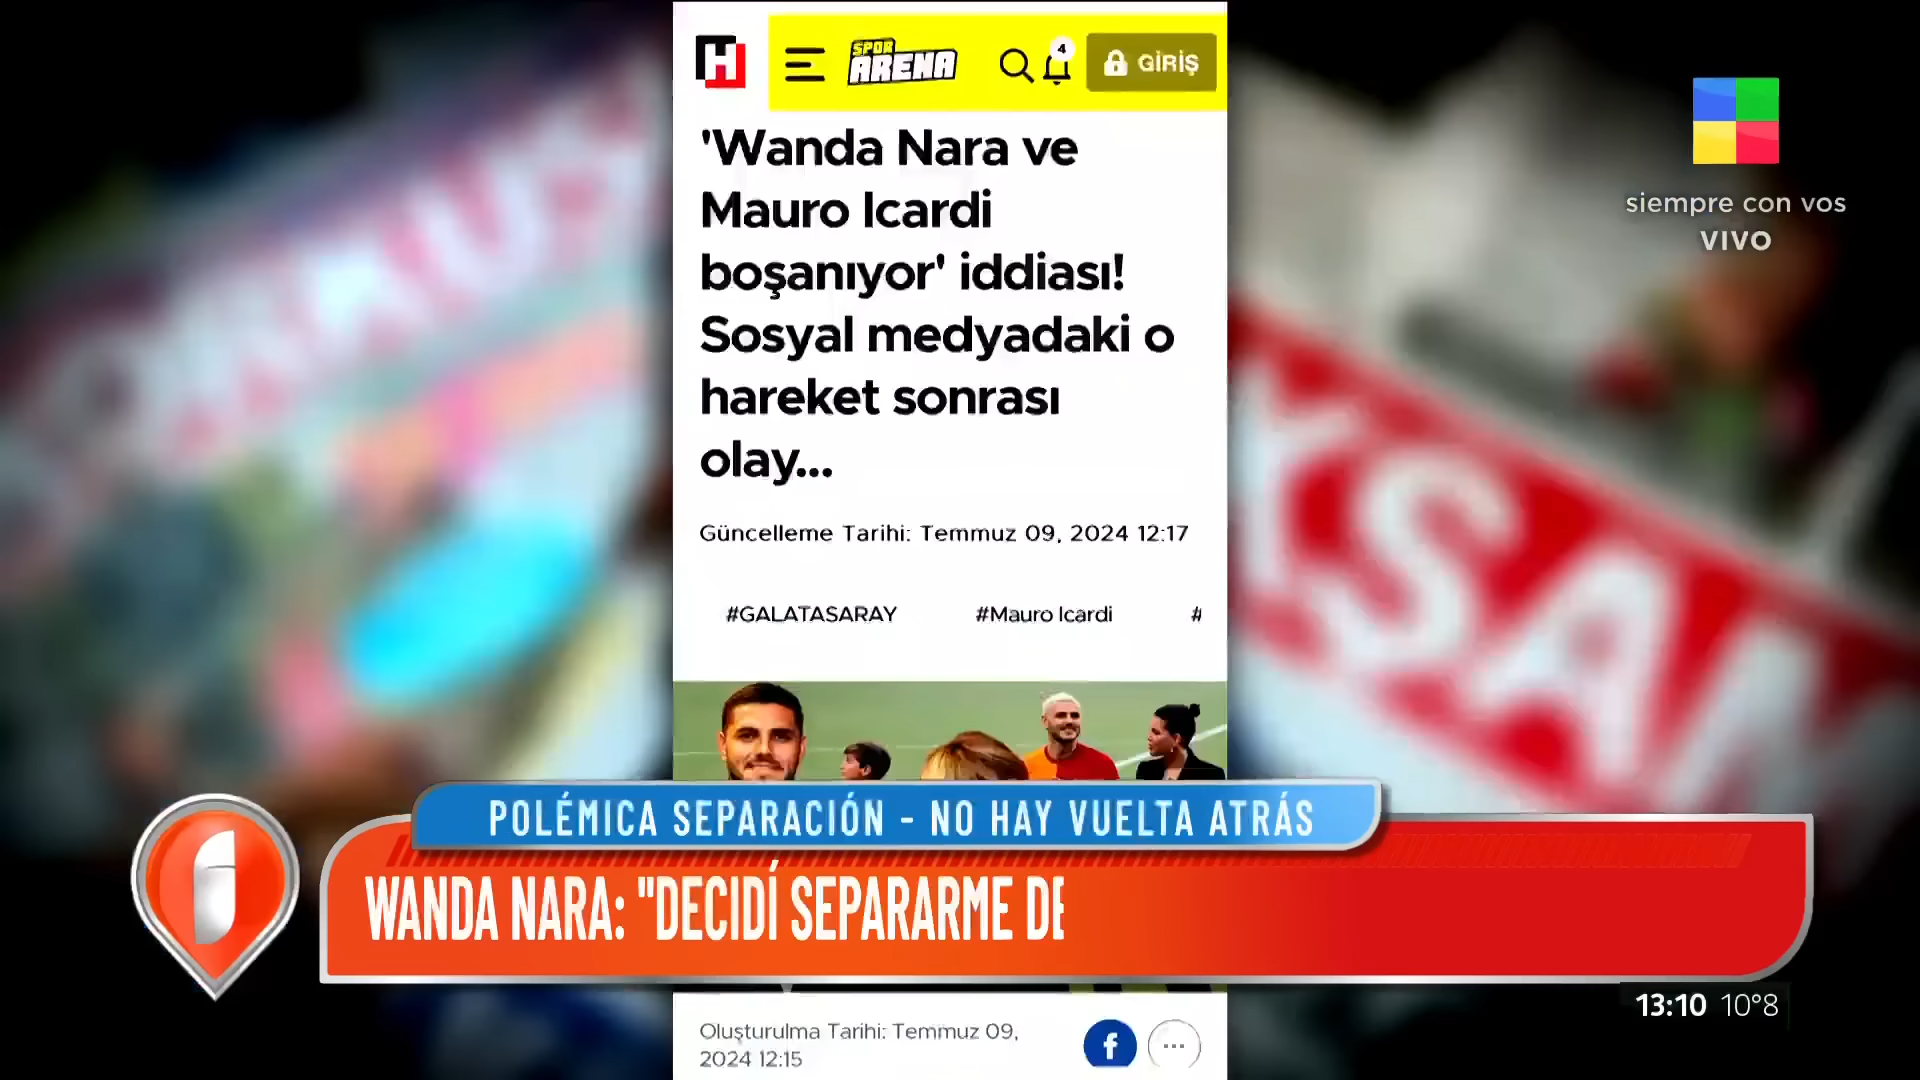 H
SPOR
ARENA
4
GİRİŞ
'Wanda Nara ve
Mauro Icardi
boşanıyor' iddiası!
Sosyal medyadaki o
hareket sonrası
olay...
Güncelleme Tarihi: Temmuz 09, 2024 12:17
#GALATASARAY #Mauro Icardi #
siempre con vos
VIVO
POLÉMICA SEPARACIÓN - NO HAY VUELTA ATRÁS
WANDA NARA: "DECIDÍ SEPARARME DE
13:10 10°8
Oluşturulma Tarihi: Temmuz 09,
2024 12:15